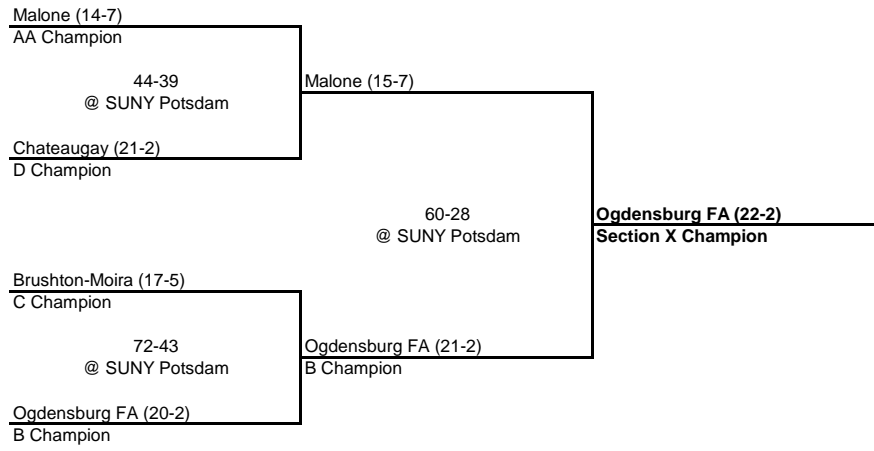 Malone (14-7)
AA Champion
44-39
@ SUNY Potsdam
Malone (15-7)
Chateaugay (21-2)
D Champion
60-28
@ SUNY Potsdam
Ogdensburg FA (22-2)
Section X Champion
Brushton-Moira (17-5)
C Champion
72-43
@ SUNY Potsdam
Ogdensburg FA (21-2)
B Champion
Ogdensburg FA (20-2)
B Champion